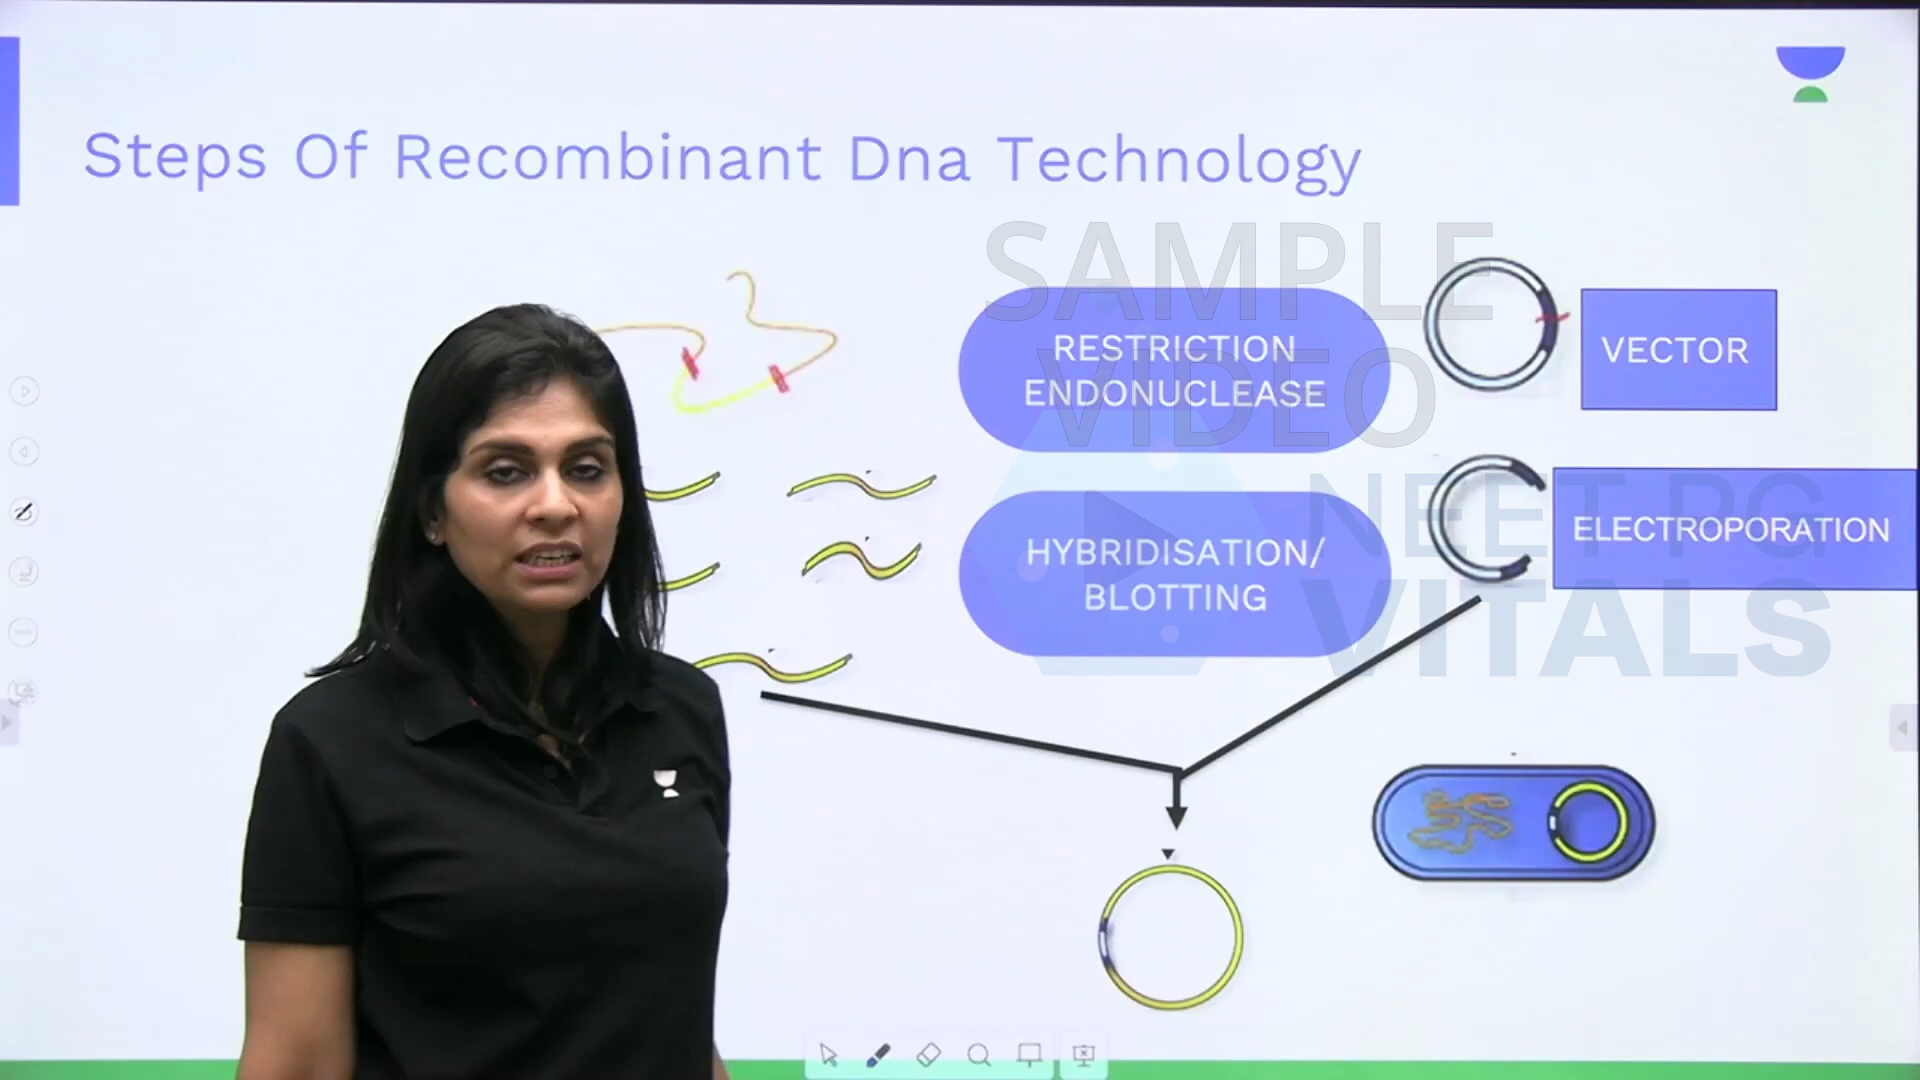 Steps Of Recombinant Dna Technology
SAMPLE
VIDEO
RESTRICTION
ENDONUCLEASE
VECTOR
NEET PG
VITALS
HYBRIDISATION/
BLOTTING
ELECTROPORATION